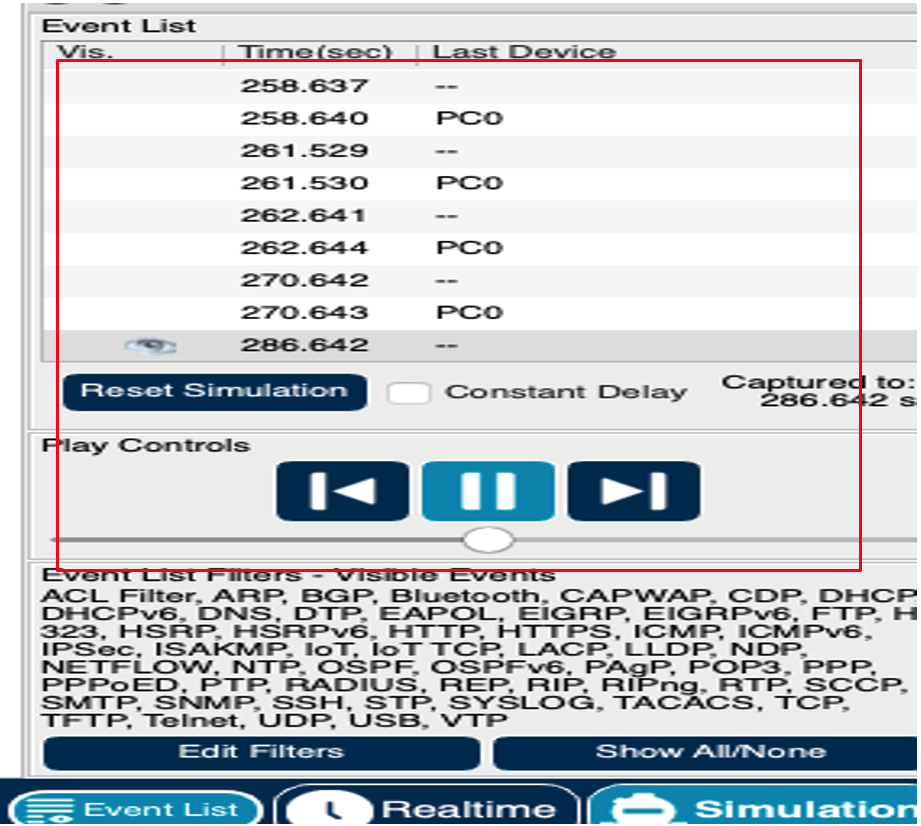 Event List
Vis. Time(sec) Last Device
258.637 --
258.640 PC0
261.529 --
261.530 PC0
262.641 --
262.644 PC0
270.642 --
270.643 PC0
286.642 --
Reset Simulation Constant Delay Captured to:
286.642 s
Play Controls
Event List Filters - Visible Events
ACL Filter, ARP, BGP, Bluetooth, CAPWAP, CDP, DHCP
DHCPv6, DNS, DTP, EAPOL, EIGRP, EIGRPv6, FTP, H
323, HSRP, HSRPv6, HTTP, HTTPS, ICMP, ICMPv6,
IPSec, ISAKMP, IoT, IoT TCP, LACP, LLDP, NDP,
NETFLOW, NTP, OSPF, OSPFv6, PAgP, POP3, PPP,
PPPoED, PTP, RADIUS, REP, RIP, RIPng, RTP, SCCP,
SMTP, SNMP, SSH, STP, SYSLOG, TACACS, TCP,
TFTP, Telnet, UDP, USB, VTP
Edit Filters Show All/None
Event List Realtime Simulation